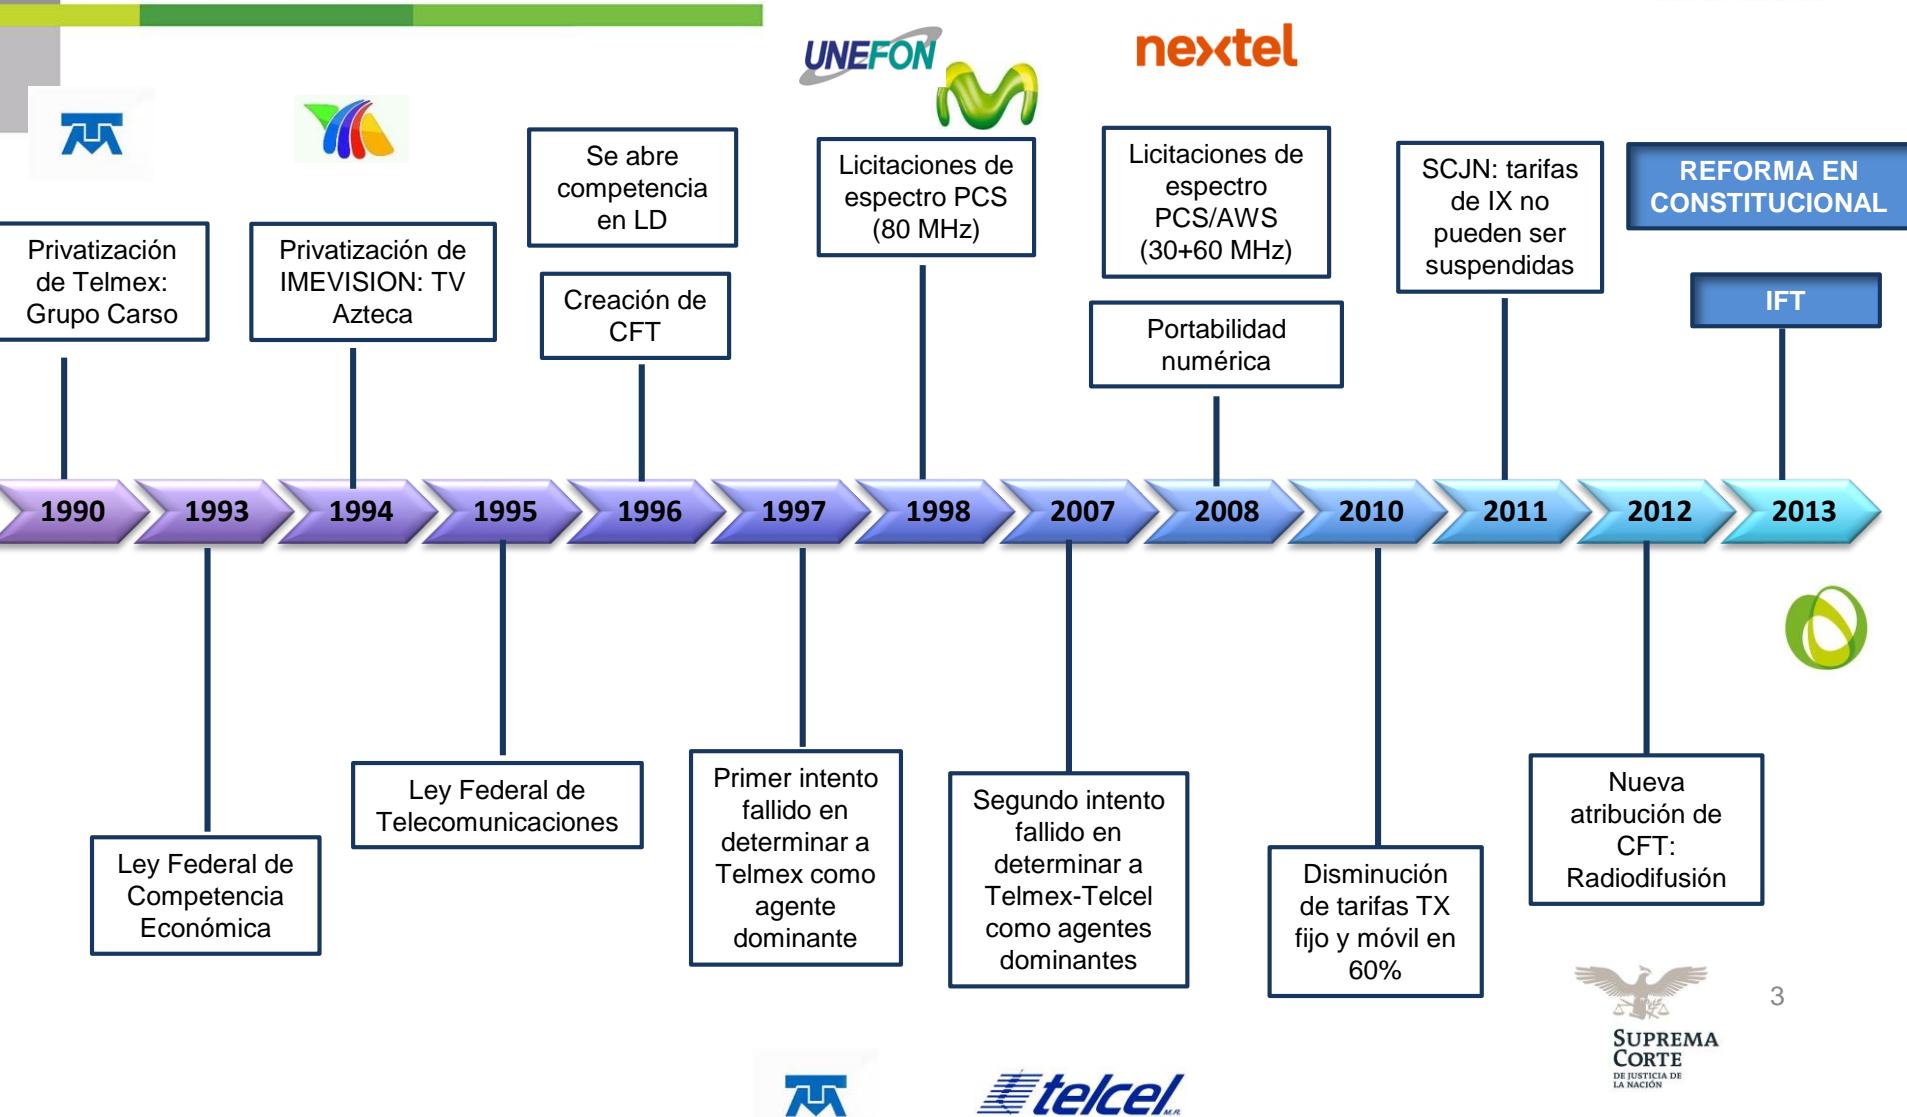 UNEFON
nextel
Privatización
de Telmex:
Grupo Carso
Privatización de
IMEVISION: TV
Azteca
Se abre
competencia
en LD
Creación de
CFT
Licitaciones de
espectro PCS
(80 MHz)
Licitaciones de
espectro
PCS/AWS
(30+60 MHz)
Portabilidad
numérica
SCJN: tarifas
de IX no
pueden ser
suspendidas
REFORMA EN
CONSTITUCIONAL
IFT
1990
1993
1994
1995
1996
1997
1998
2007
2008
2010
2011
2012
2013
Ley Federal de
Competencia
Económica
Ley Federal de
Telecomunicaciones
Primer intento
fallido en
determinar a
Telmex como
agente
dominante
Segundo intento
fallido en
determinar a
Telmex-Telcel
como agentes
dominantes
Disminución
de tarifas TX
fijo y móvil en
60%
Nueva
atribución de
CFT:
Radiodifusión
SUPREMA
CORTE
DE JUSTICIA DE
LA NACIÓN
3
telcel M.R.